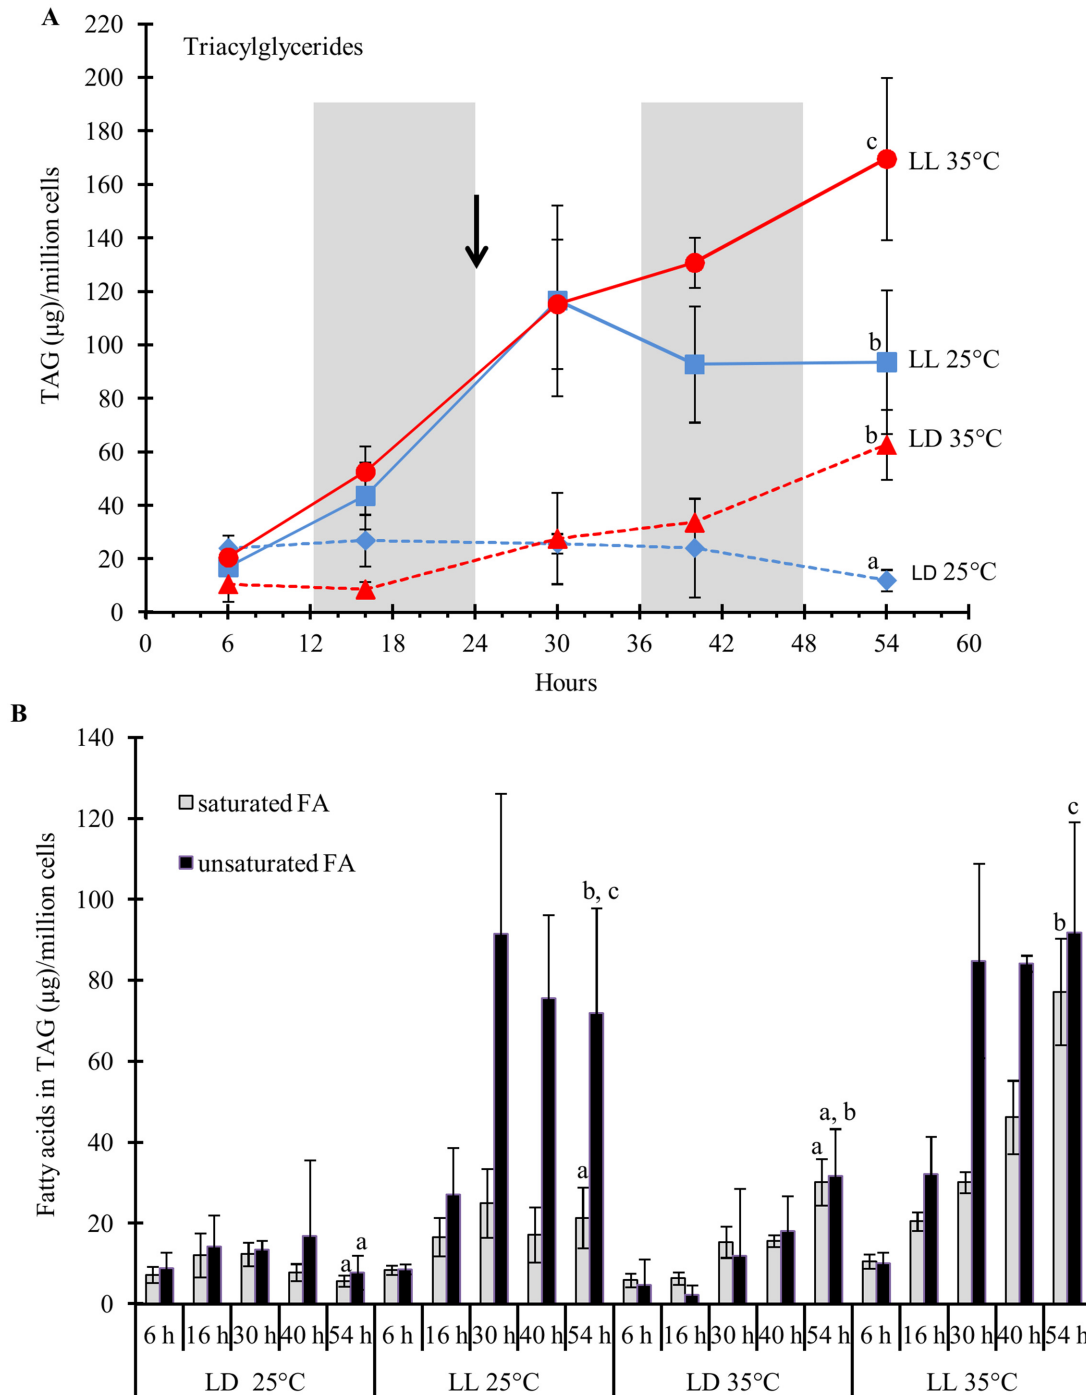 A
Triacylglycerides
TAG (µg)/million cells
220
200
180
160
140
120
100
80
60
40
20
0
c
LL 35°C
b
LL 25°C
b
LD 35°C
a
LD 25°C
0 6 12 18 24 30 36 42 48 54 60
Hours
B
Fatty acids in TAG (µg)/million cells
140
120
100
80
60
40
20
0
saturated FA
unsaturated FA
a
a
a
b, c
a
a, b
b
c
6 h 16 h 30 h 40 h 54 h 6 h 16 h 30 h 40 h 54 h 6 h 16 h 30 h 40 h 54 h 6 h 16 h 30 h 40 h 54 h
LD 25°C LL 25°C LD 35°C LL 35°C